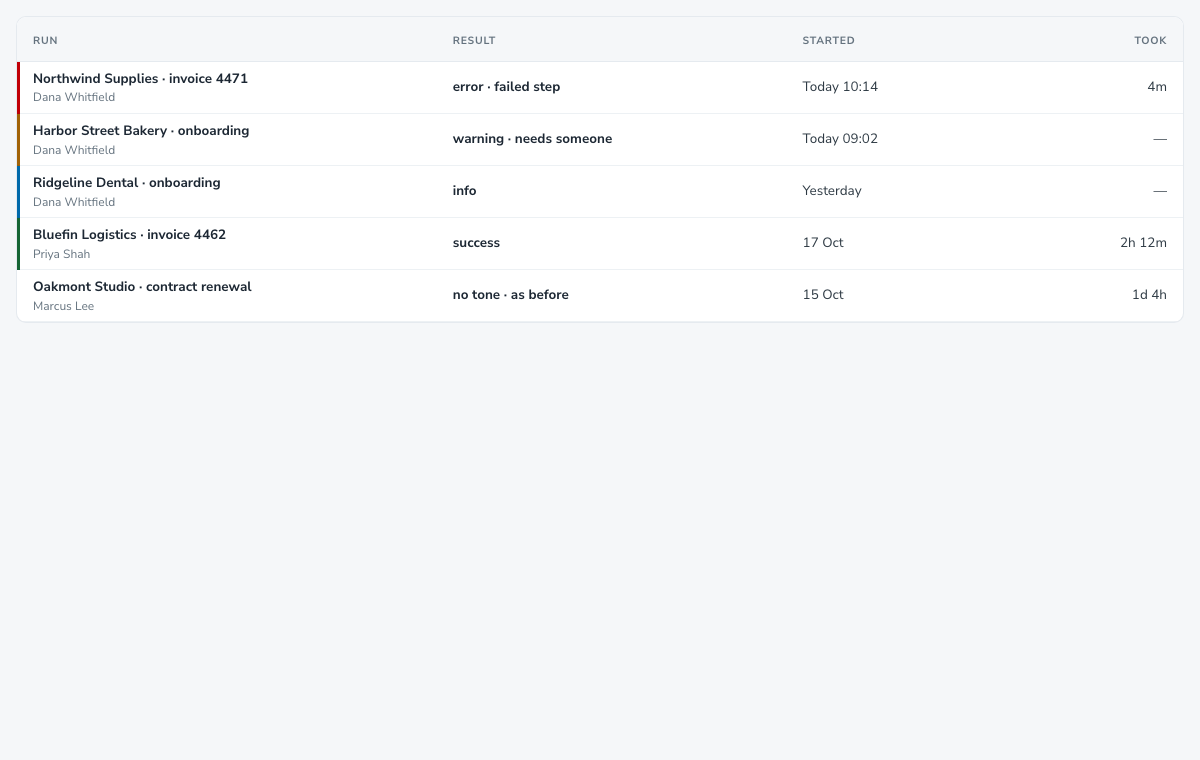 RUN RESULT STARTED TOOK
Northwind Supplies · invoice 4471
Dana Whitfield
error · failed step Today 10:14 4m
Harbor Street Bakery · onboarding
Dana Whitfield
warning · needs someone Today 09:02 —
Ridgeline Dental · onboarding
Dana Whitfield
info Yesterday —
Bluefin Logistics · invoice 4462
Priya Shah
success 17 Oct 2h 12m
Oakmont Studio · contract renewal
Marcus Lee
no tone · as before 15 Oct 1d 4h